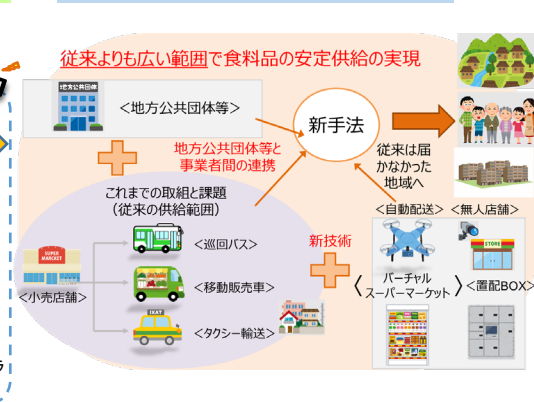 従来よりも広い範囲で食料品の安定供給の実現
地方公共団体
＜地方公共団体等＞
新手法
地方公共団体等と
事業者間の連携
従来は届
かなかった
地域へ
これまでの取組と課題
（従来の供給範囲）
＜自動配送＞
＜無人店舗＞
SUPER
MARKET
＜巡回バス＞
新技術
STORE
＜小売店舗＞
＜移動販売車＞
バーチャル
スーパーマーケット
＜置配BOX＞
＜タクシー輸送＞
ラ